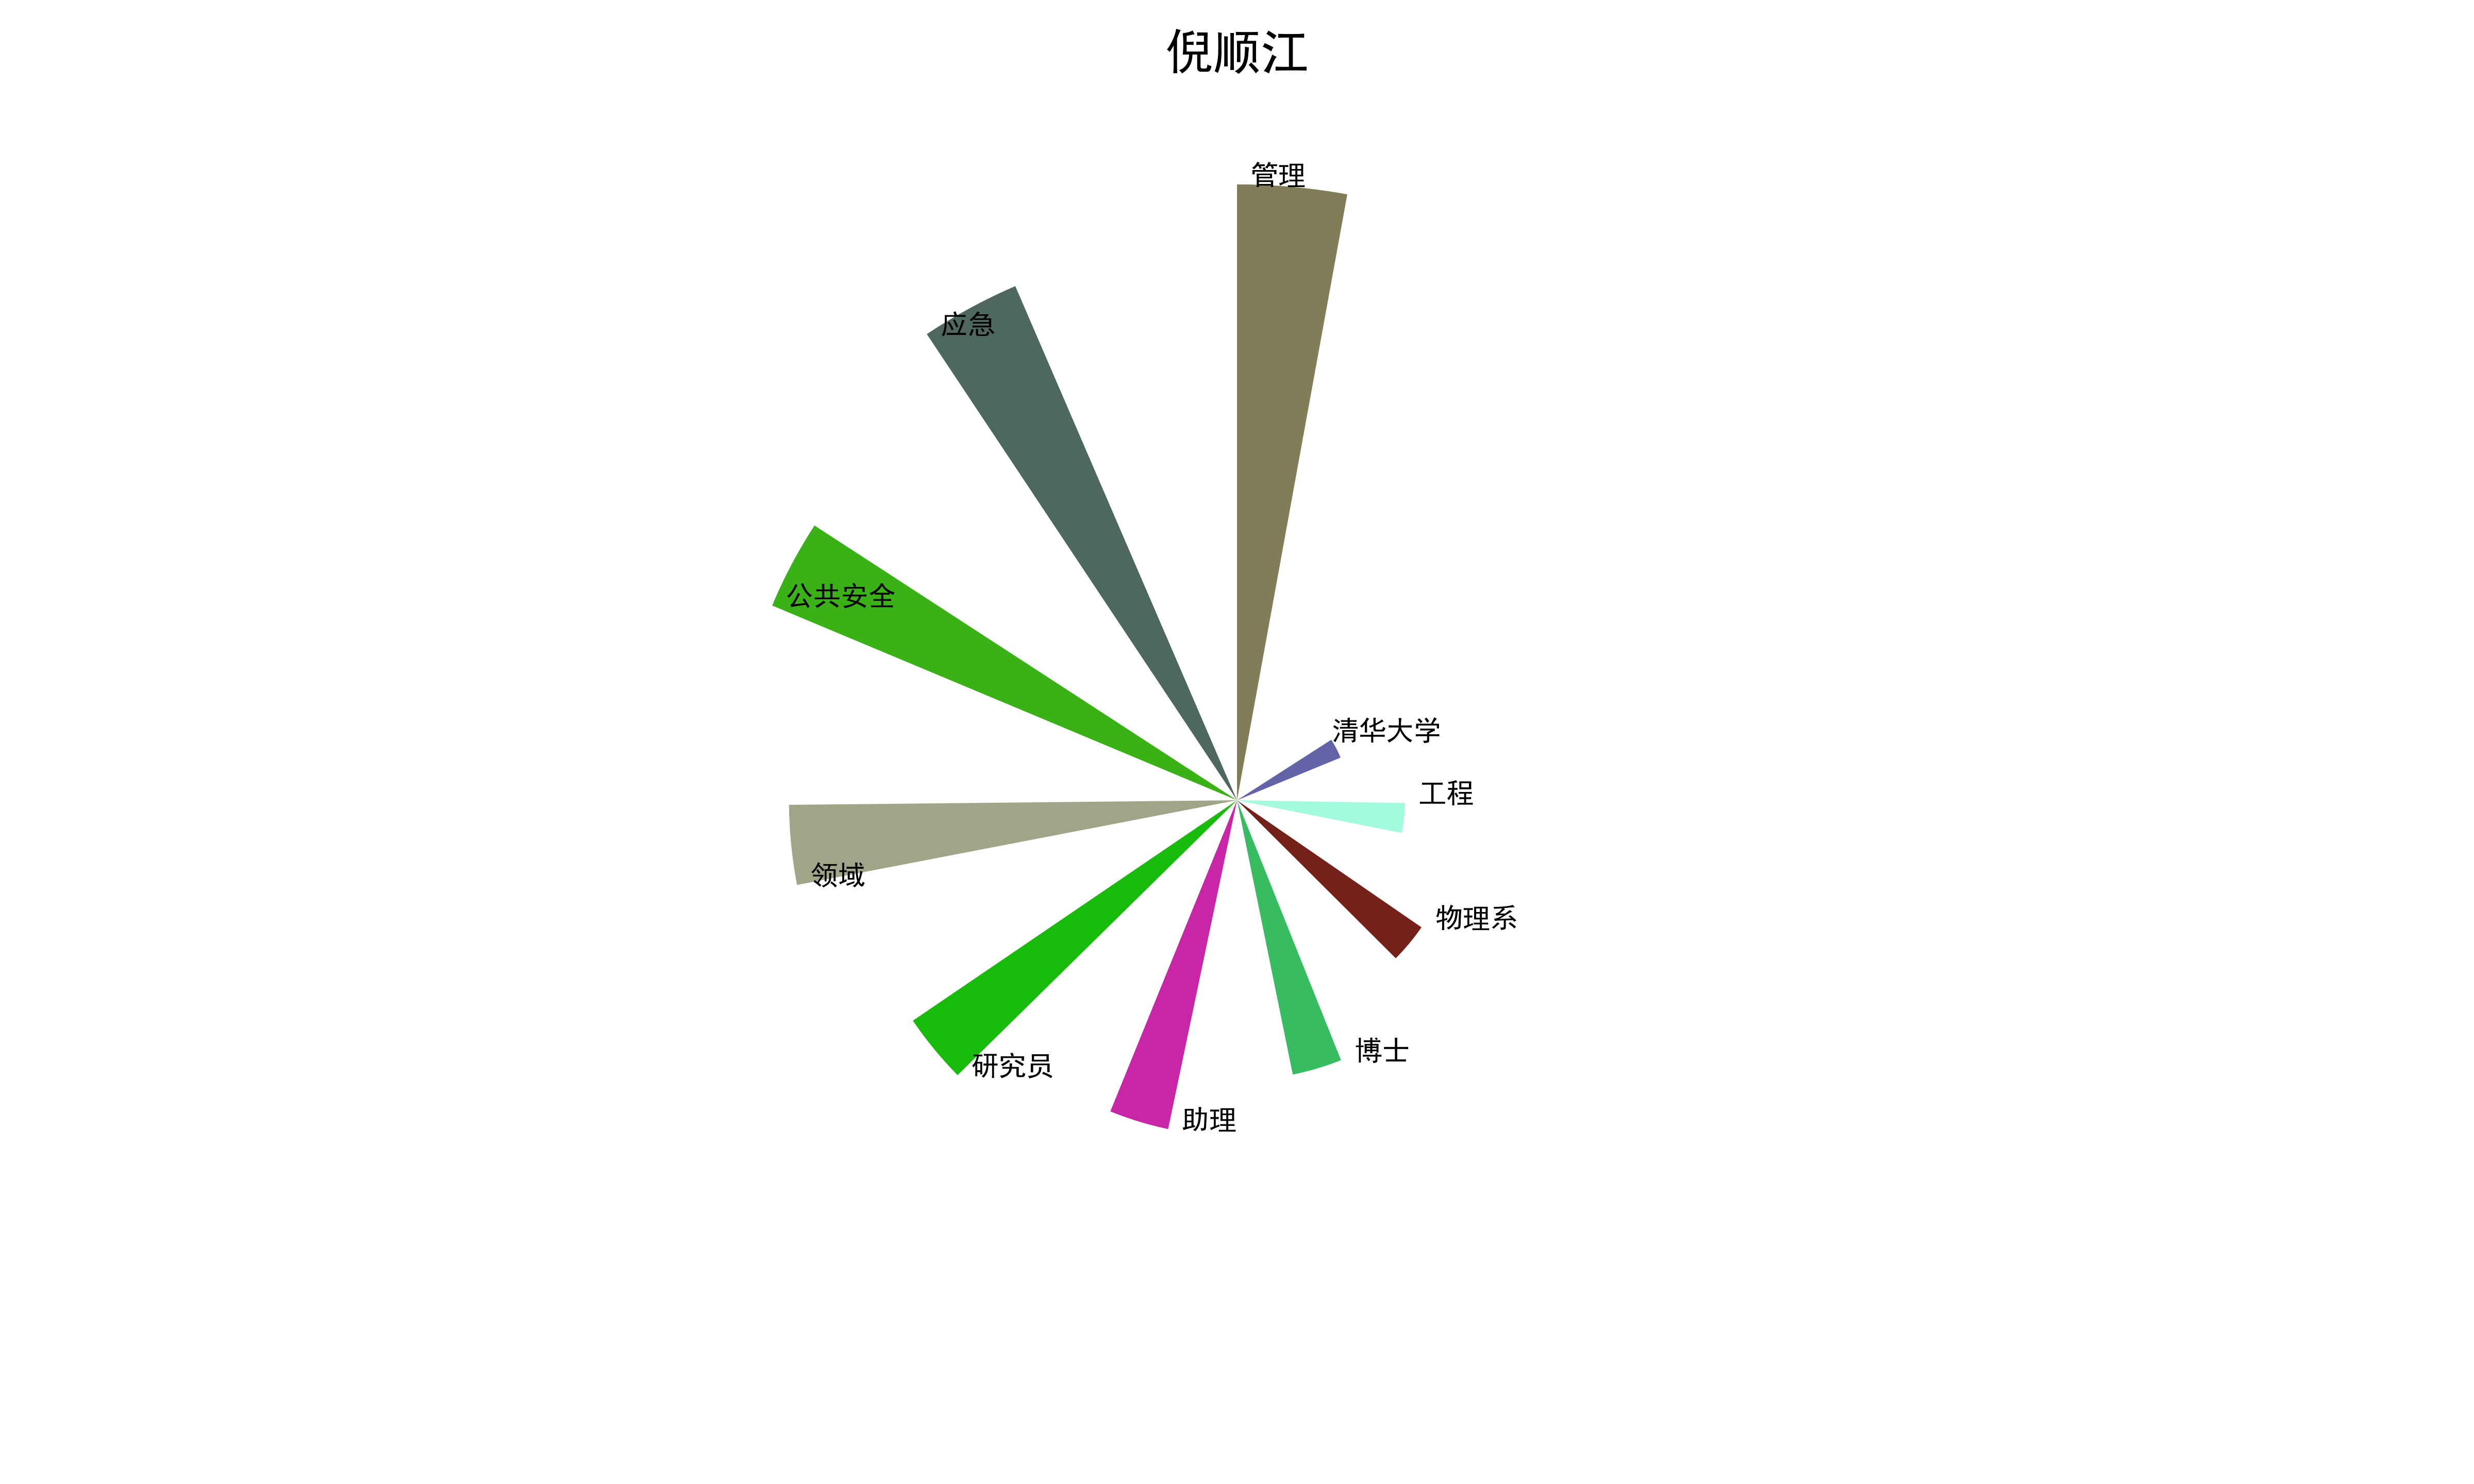 倪顺江
管理
应急
公共安全
清华大学
工程
领域
物理系
博士
研究员
助理